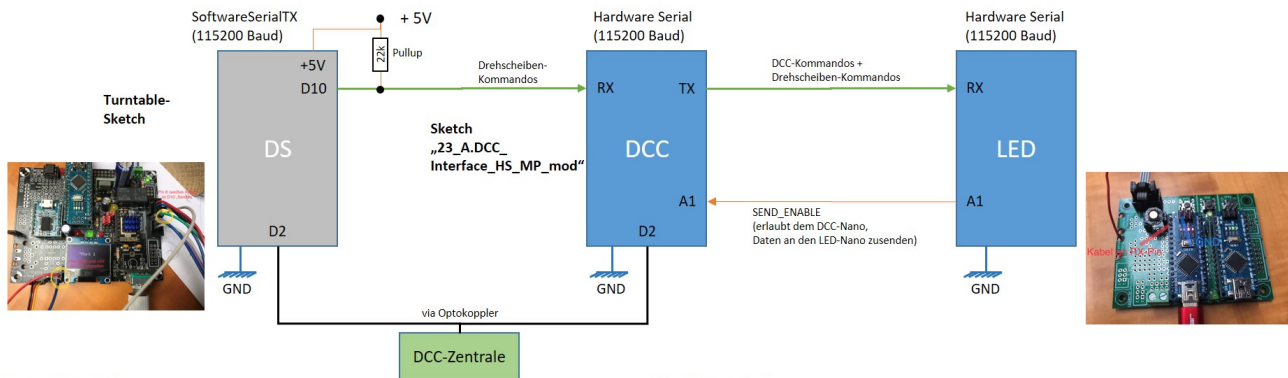 SoftwareSerialTX
(115200 Baud)
+ 5V
22k
Pullup
Hardware Serial
(115200 Baud)
Hardware Serial
(115200 Baud)
Turntable-
Sketch
+5V
D10
DS
D2
GND
Drehscheiben-
Kommandos
Sketch
„23_A.DCC_
Interface_HS_MP_mod“
RX
TX
DCC
A1
D2
GND
DCC-Kommandos +
Drehscheiben-Kommandos
SEND_ENABLE
(erlaubt dem DCC-Nano,
Daten an den LED-Nano zusenden)
RX
LED
A1
GND
via Optokoppler
DCC-Zentrale
Kabel
GND